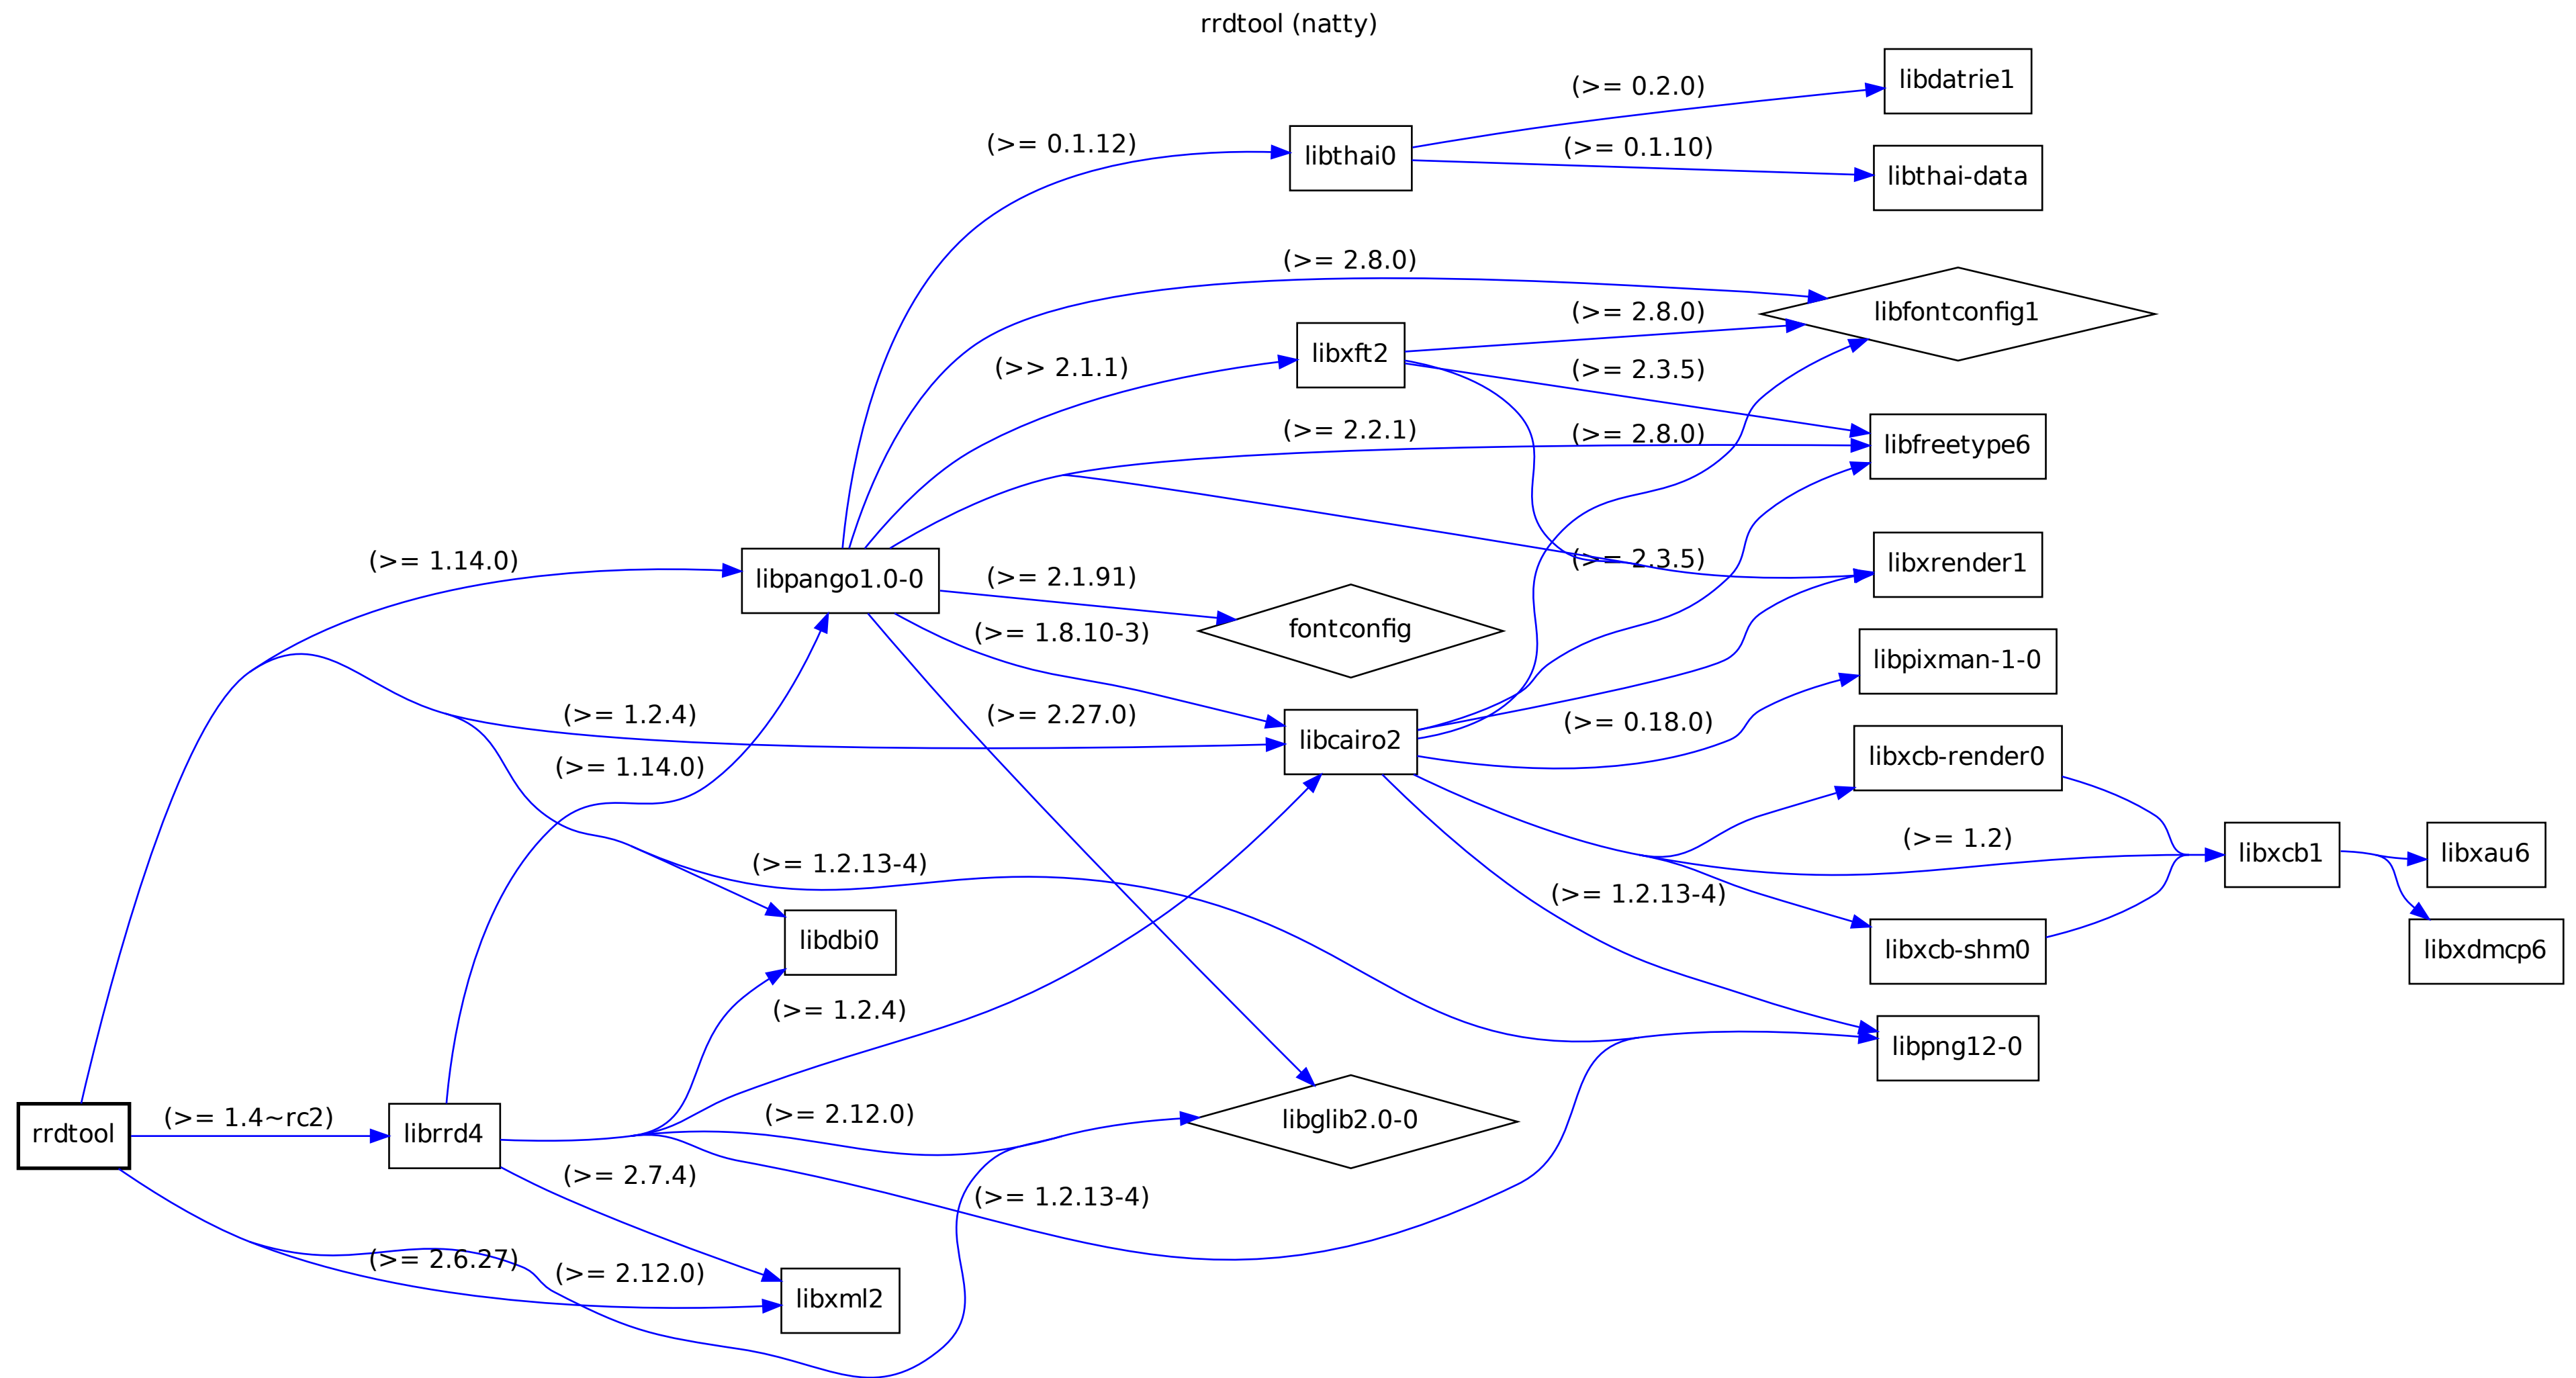 rrdtool (natty)
libdatrie1
(>= 0.2.0)
(>= 0.1.12)
libthai0
(>= 0.1.10)
libthai-data
(>= 2.8.0)
(>= 2.8.0)
libfontconfig1
libxft2
(>> 2.1.1)
(>= 2.3.5)
(>= 2.2.1)
(>= 2.8.0)
libfreetype6
(>= 1.14.0)
libpango1.0-0
(>= 2.1.91)
(>= 2.3.5)
libxrender1
(>= 1.8.10-3)
fontconfig
libpixman-1-0
(>= 1.2.4)
(>= 2.27.0)
libcairo2
(>= 0.18.0)
(>= 1.14.0)
libxcb-render0
(>= 1.2)
(>= 1.2.13-4)
libxcb1
libxau6
(>= 1.2.13-4)
libdbi0
libxcb-shm0
libxdmcp6
(>= 1.2.4)
libpng12-0
rrdtool
(>= 1.4~rc2)
librrd4
(>= 2.12.0)
libglib2.0-0
(>= 2.7.4)
(>= 1.2.13-4)
(>= 2.6.27)
(>= 2.12.0)
libxml2